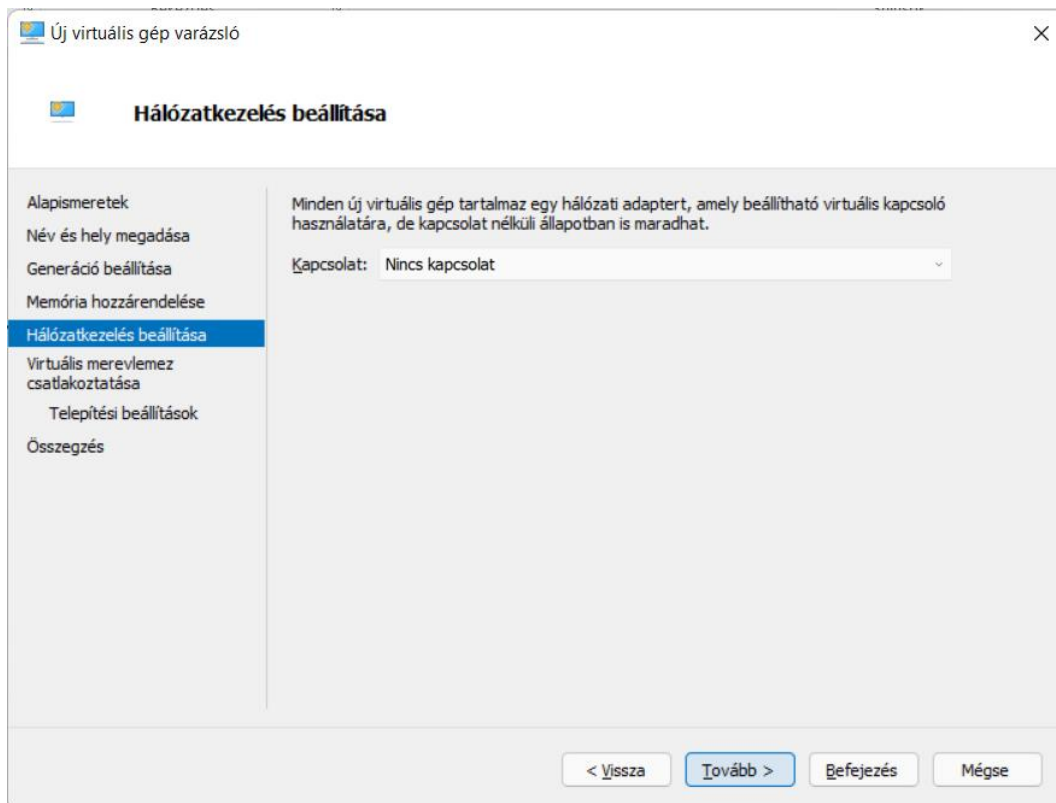 Új virtuális gép varázsló
Hálózatkezelés beállítása
Alapismeretek
Név és hely megadása
Generáció beállítása
Memória hozzárendelése
Hálózatkezelés beállítása
Virtuális merevlemez
csatlakoztatása
Telepítési beállítások
Összegzés
Minden új virtuális gép tartalmaz egy hálózati adaptert, amely beállítható virtuális kapcsoló
használatára, de kapcsolat nélküli állapotban is maradhat.
Kapcsolat: Nincs kapcsolat
< Vissza
Tovább >
Befejezés
Mégse